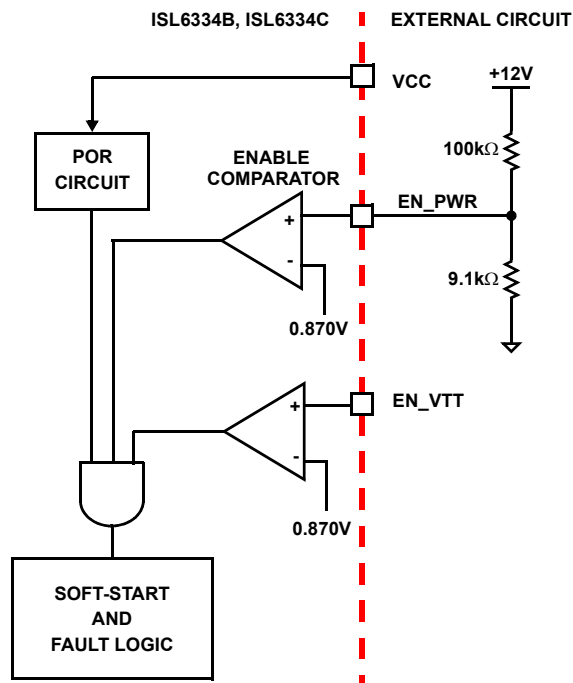 ISL6334B, ISL6334C
EXTERNAL CIRCUIT
VCC
+12V
POR
CIRCUIT
ENABLE
COMPARATOR
100kΩ
EN_PWR
+
-
9.1kΩ
0.870V
EN_VTT
+
-
0.870V
SOFT-START
AND
FAULT LOGIC